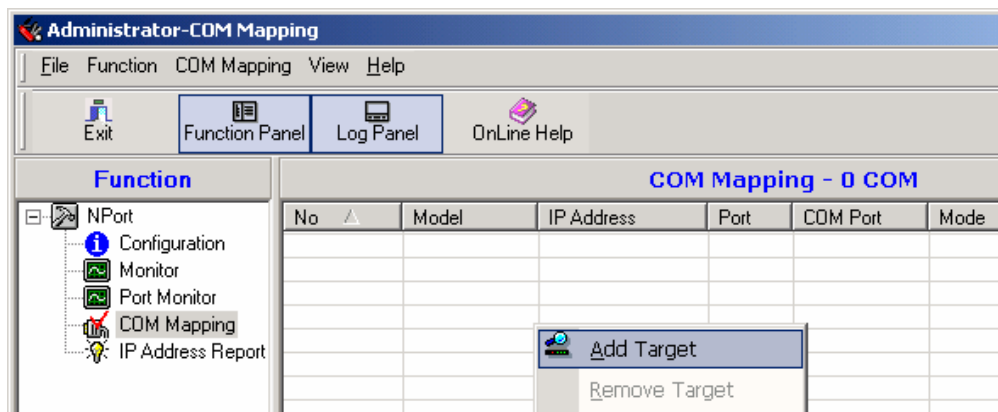 Administrator-COM Mapping
File Function COM Mapping View Help
Exit Function Panel Log Panel OnLine Help
Function
COM Mapping - 0 COM
NPort
Configuration
Monitor
Port Monitor
COM Mapping
IP Address Report
No Model IP Address Port COM Port Mode
Add Target
Remove Target